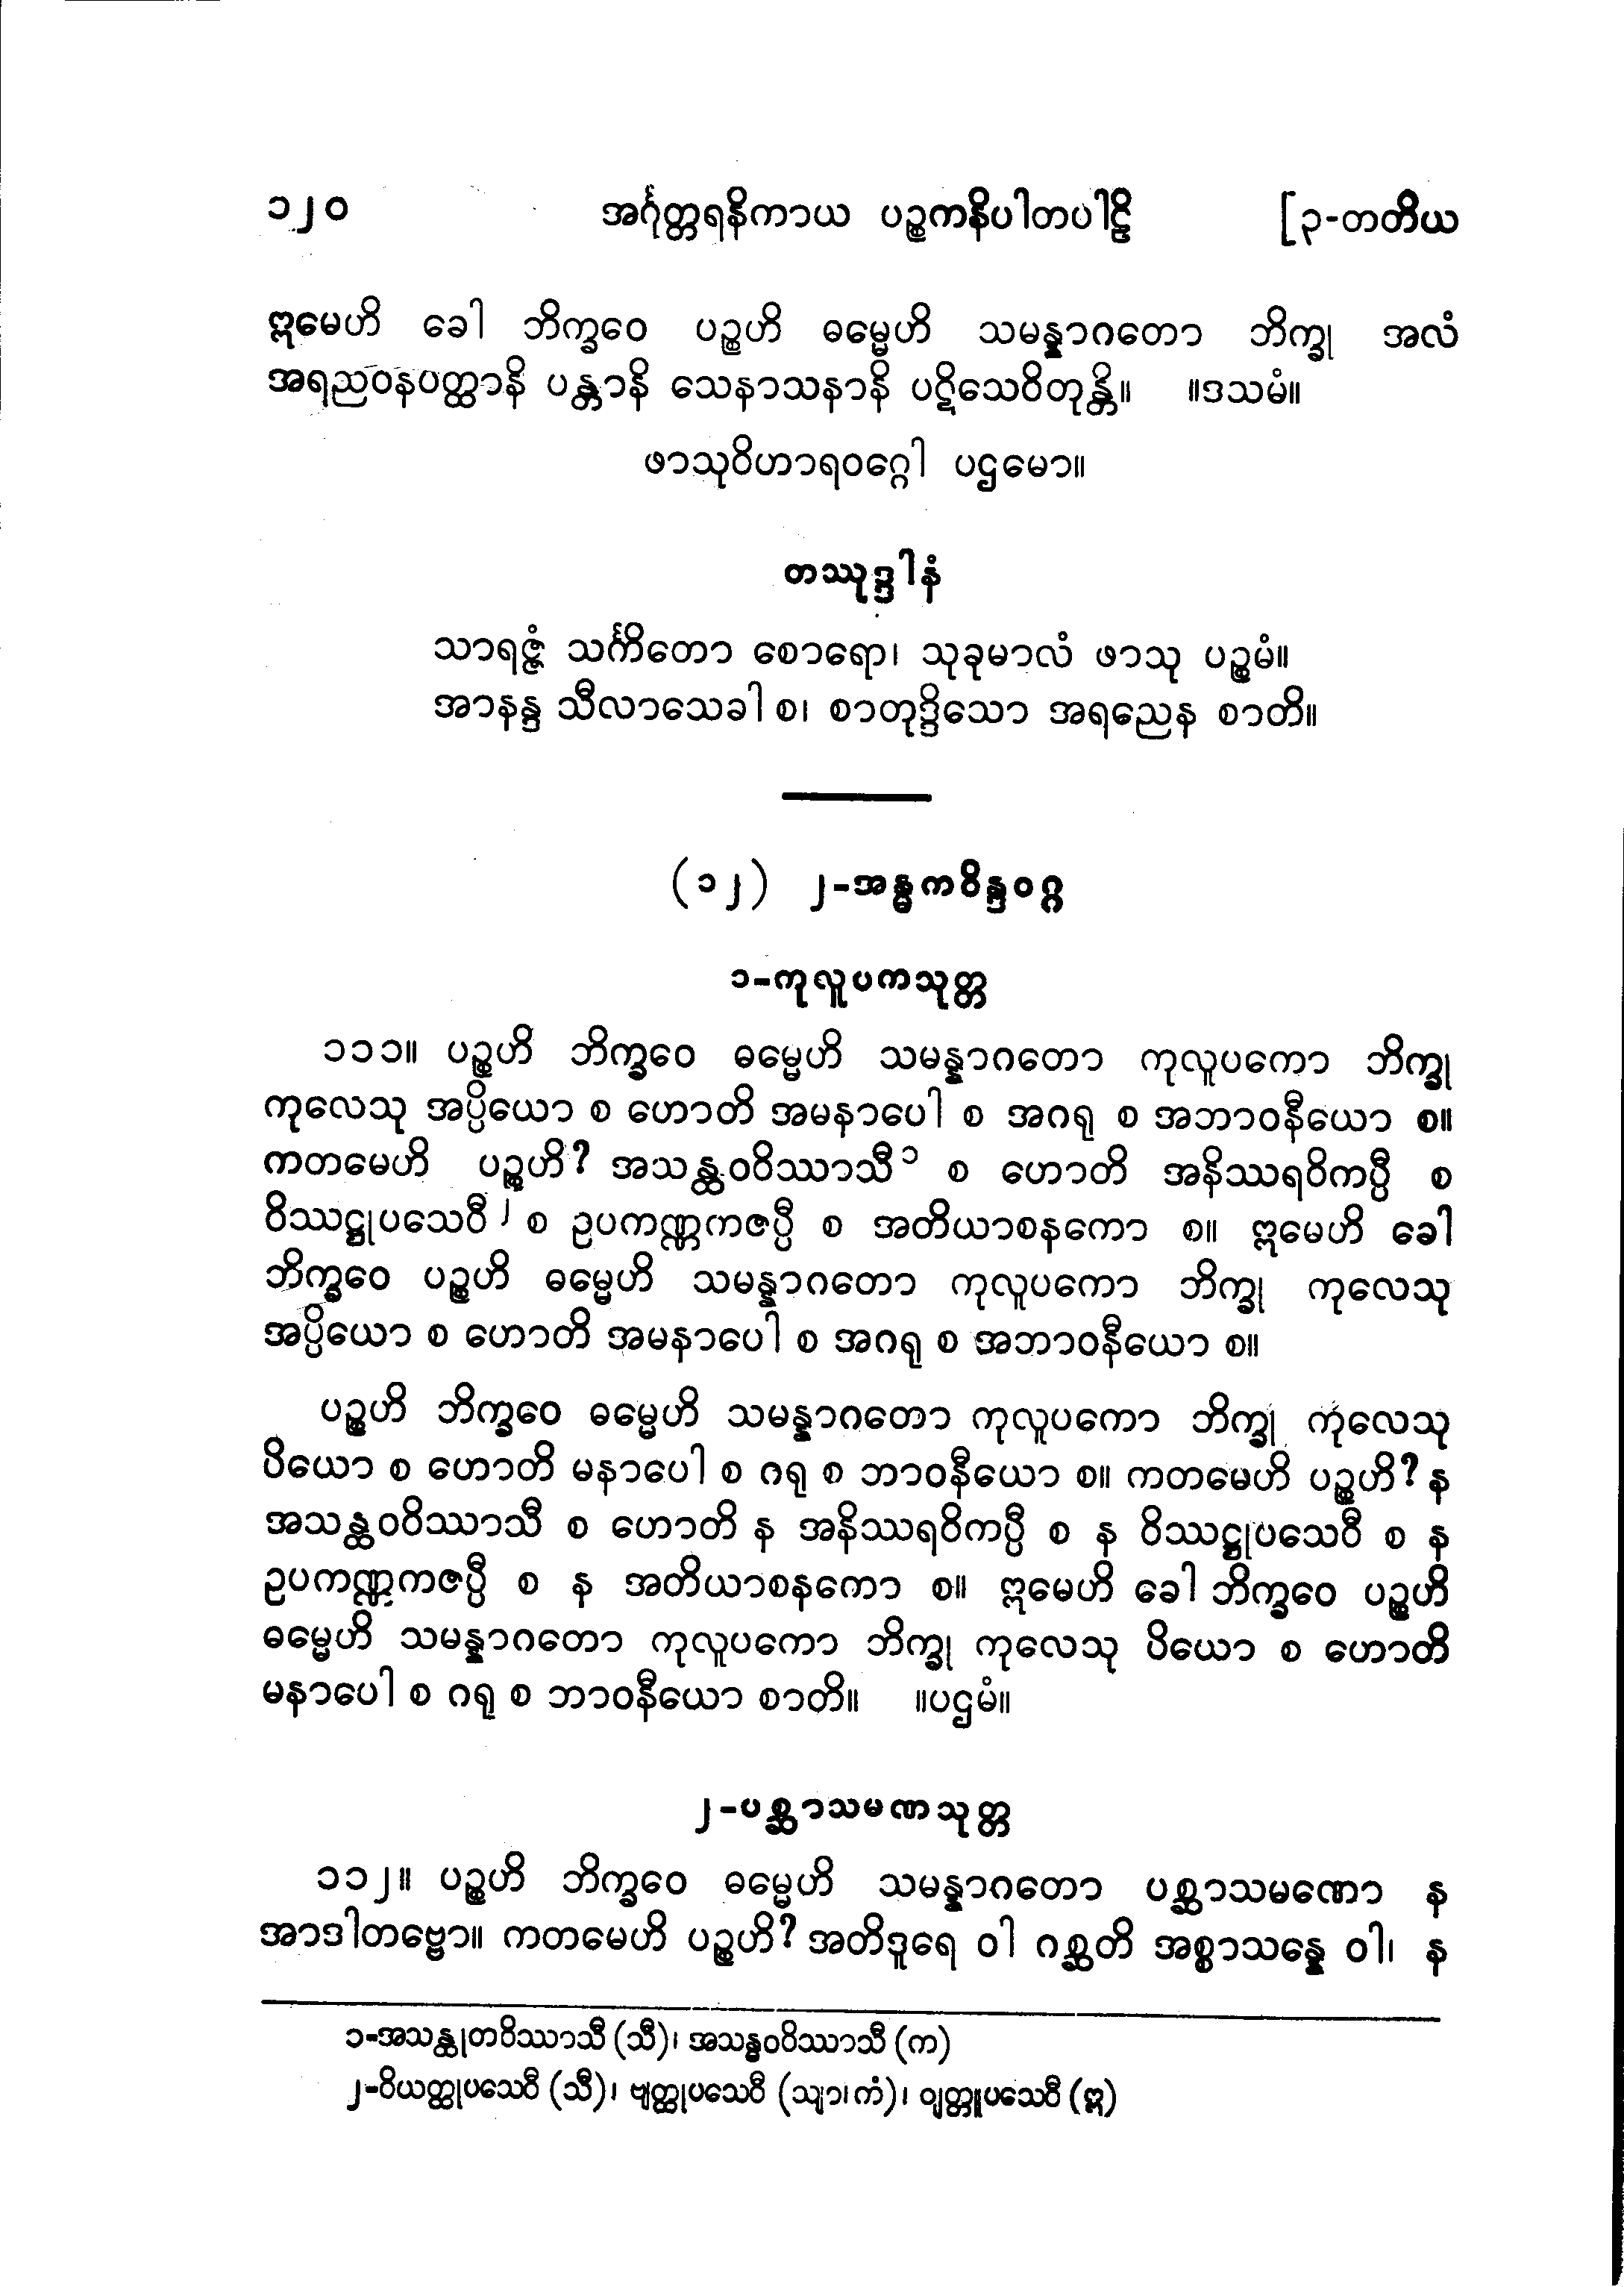 ၁၂၀ အင်္ဂုတ္တရနိကာယ ပဉ္စကနိပါတပါဠိ [၃-တတိယ
ဣမေဟိ ခေါ ဘိက္ခဝေ ပဉ္စဟိ ဓမ္မေဟိ သမန္နာဂတော ဘိက္ခု အလံ
အရညဝနပတ္ထာနိ ပန္တာနိ သေနာသနာနိ ပဋိသေဝိတုန္တိ။ ။ဒသမံ။
ဖာသုဝိဟာရဝဂ္ဂေါ ပဌမော။
တဿုဒ္ဒါနံ
သာရဇ္ဇံ သင်္ကိတော စောရော၊ သုခုမာလံ ဖာသု ပဉ္စမံ။
အာနန္ဒ သီလာသေခါ စ၊ စာတုဒ္ဒိသော အရညေန စာတိ။
(၁၂) ၂-အန္ဓကဝိန္ဒဝဂ္ဂ
၁-ကုလူပကသုတ္တ
၁၁၁။ ပဉ္စဟိ ဘိက္ခဝေ ဓမ္မေဟိ သမန္နာဂတော ကုလူပကော ဘိက္ခု
ကုလေသု အပ္ပိယော စ ဟောတိ အမနာပေါ စ အဂရု စ အဘာဝနီယော စ။
ကတမေဟိ ပဉ္စဟိ? အသန္ထဝဝိဿာသီ ၁ စ ဟောတိ အနိဿရဝိကပ္ပီ စ
ဝိဿဋ္ဌုပသေဝီ ၂ စ ဥပကဏ္ဏကဇပ္ပီ စ အတိယာစနကော စ။ ဣမေဟိ ခေါ
ဘိက္ခဝေ ပဉ္စဟိ ဓမ္မေဟိ သမန္နာဂတော ကုလူပကော ဘိက္ခု ကုလေသု
အပ္ပိယော စ ဟောတိ အမနာပေါ စ အဂရု စ အဘာဝနီယော စ။
ပဉ္စဟိ ဘိက္ခဝေ ဓမ္မေဟိ သမန္နာဂတော ကုလူပကော ဘိက္ခု ကုလေသု
ပိယော စ ဟောတိ မနာပေါ စ ဂရု စ ဘာဝနီယော စ။ ကတမေဟိ ပဉ္စဟိ? န
အသန္ထဝဝိဿာသီ စ ဟောတိ န အနိဿရဝိကပ္ပီ စ န ဝိဿဋ္ဌုပသေဝီ စ န
ဥပကဏ္ဏကဇပ္ပီ စ န အတိယာစနကော စ။ ဣမေဟိ ခေါ ဘိက္ခဝေ ပဉ္စဟိ
ဓမ္မေဟိ သမန္နာဂတော ကုလူပကော ဘိက္ခု ကုလေသု ပိယော စ ဟောတိ
မနာပေါ စ ဂရု စ ဘာဝနီယော စာတိ။ ။ပဌမံ။
၂-ပစ္ဆာသမဏသုတ္တ
၁၁၂။ ပဉ္စဟိ ဘိက္ခဝေ ဓမ္မေဟိ သမန္နာဂတော ပစ္ဆာသမဏော န
အာဒါတဗ္ဗော။ ကတမေဟိ ပဉ္စဟိ? အတိဒူရေ ဝါ ဂစ္ဆတိ အစ္စာသန္နေ ဝါ၊ န
၁-အသန္ထုတဝိဿာသီ (သီ)၊ အသန္ဓဝဝိဿာသီ (က)
၂-ဝိယတ္ထုပသေဝီ (သီ)၊ ဗျတ္ထုပသေဝီ (သျာ၊ကံ)၊ ဝျတ္တူပသေဝီ (ဣ)